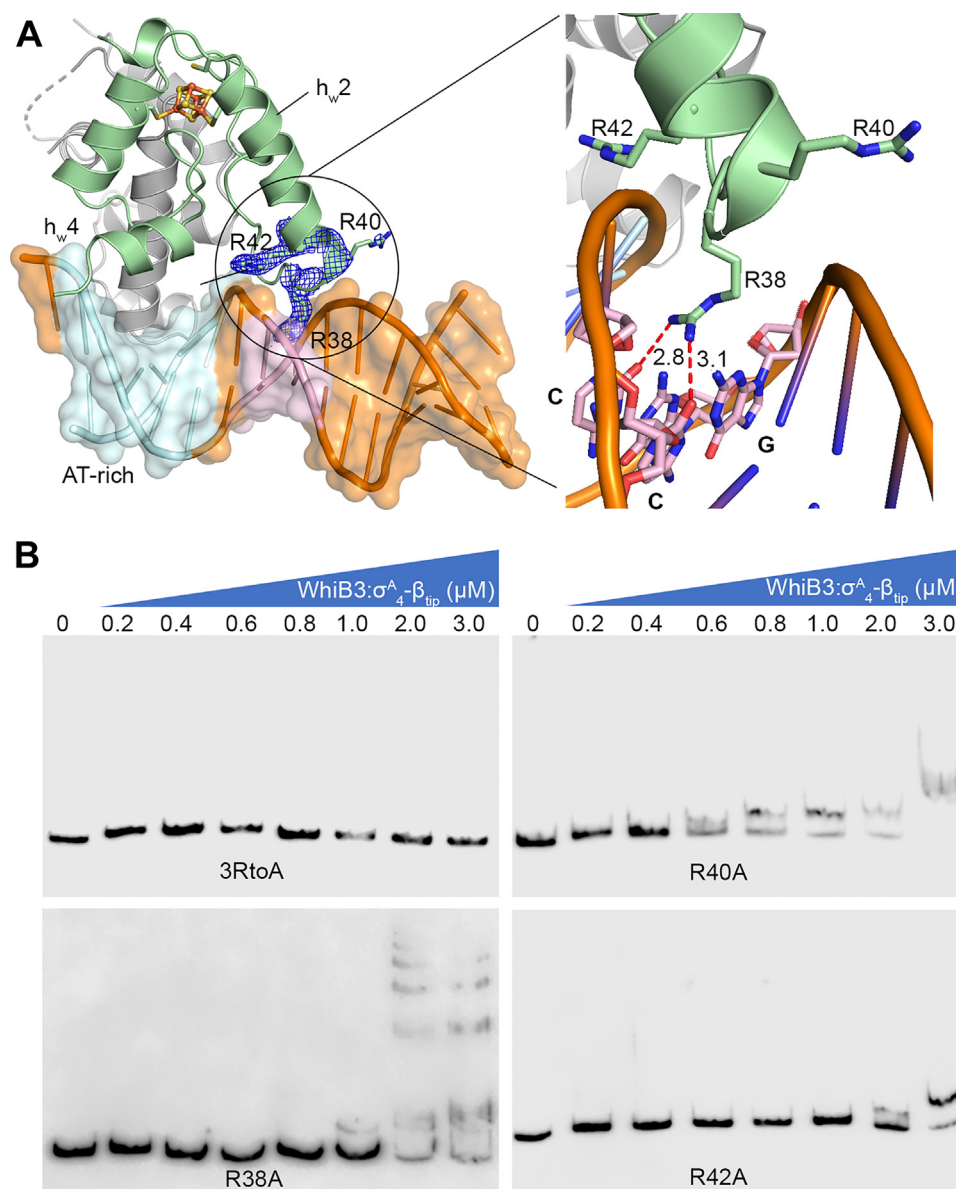 A
h_w2
R42
R40
h_w4
R42
R40
R38
AT-rich
R38
2.8
3.1
C
G
C
B
WhiB3:σ^A_4-β_tip (μM)
0 0.2 0.4 0.6 0.8 1.0 2.0 3.0
3RtoA
WhiB3:σ^A_4-β_tip (μM)
0 0.2 0.4 0.6 0.8 1.0 2.0 3.0
R40A
R38A
R42A